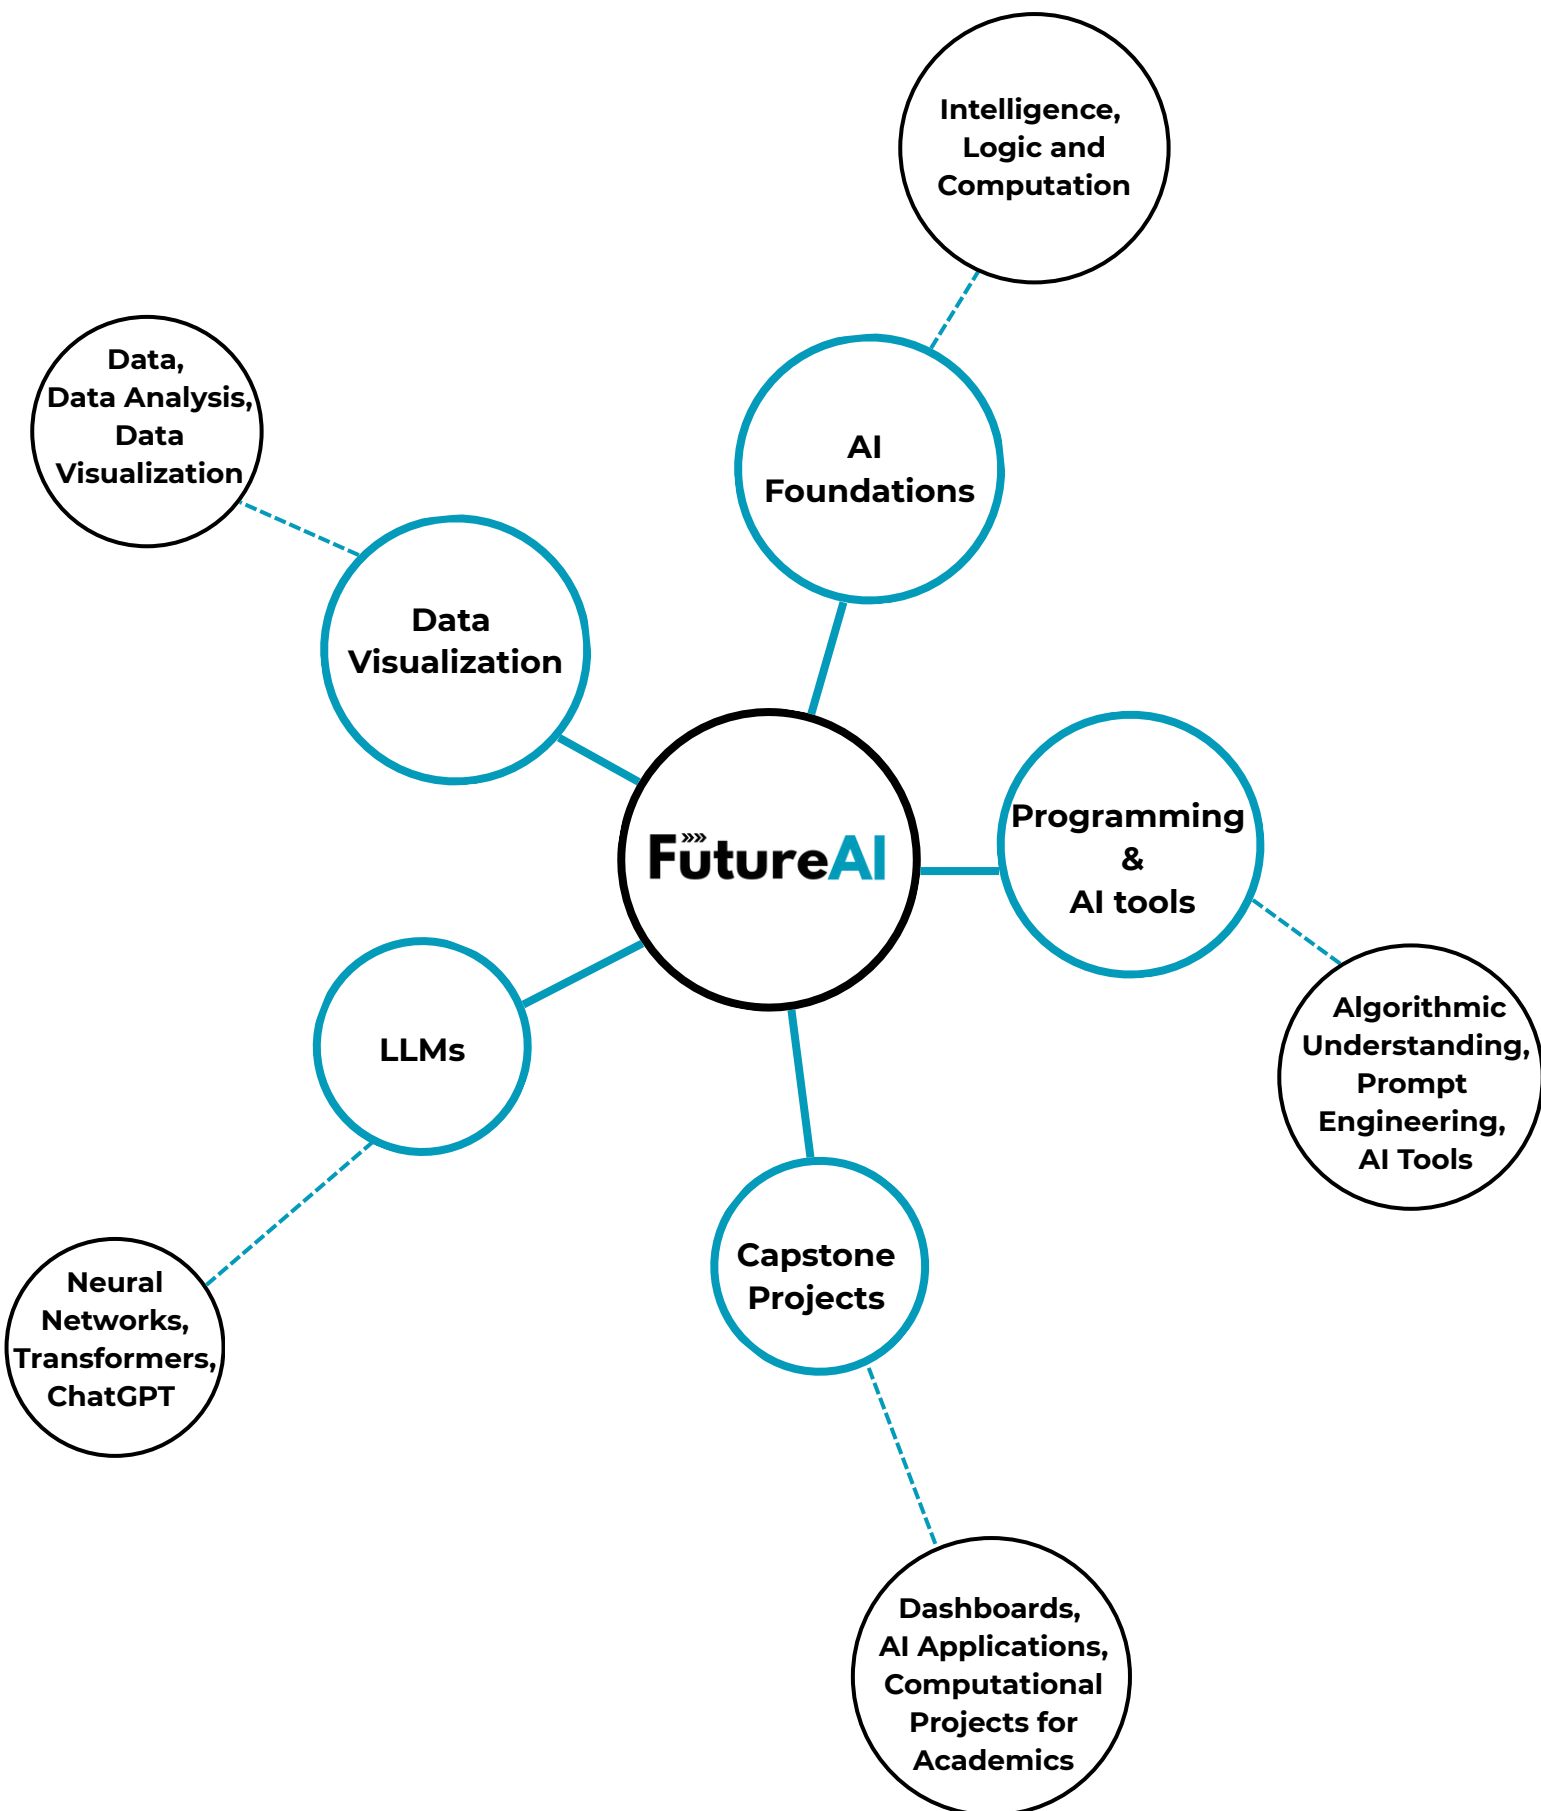 Intelligence,
Logic and
Computation
Data,
Data Analysis,
Data
Visualization
AI
Foundations
Data
Visualization
Programming
&
AI tools
FutureAI
Algorithmic
Understanding,
Prompt
Engineering,
AI Tools
LLMs
Capstone
Projects
Neural
Networks,
Transformers,
ChatGPT
Dashboards,
AI Applications,
Computational
Projects for
Academics